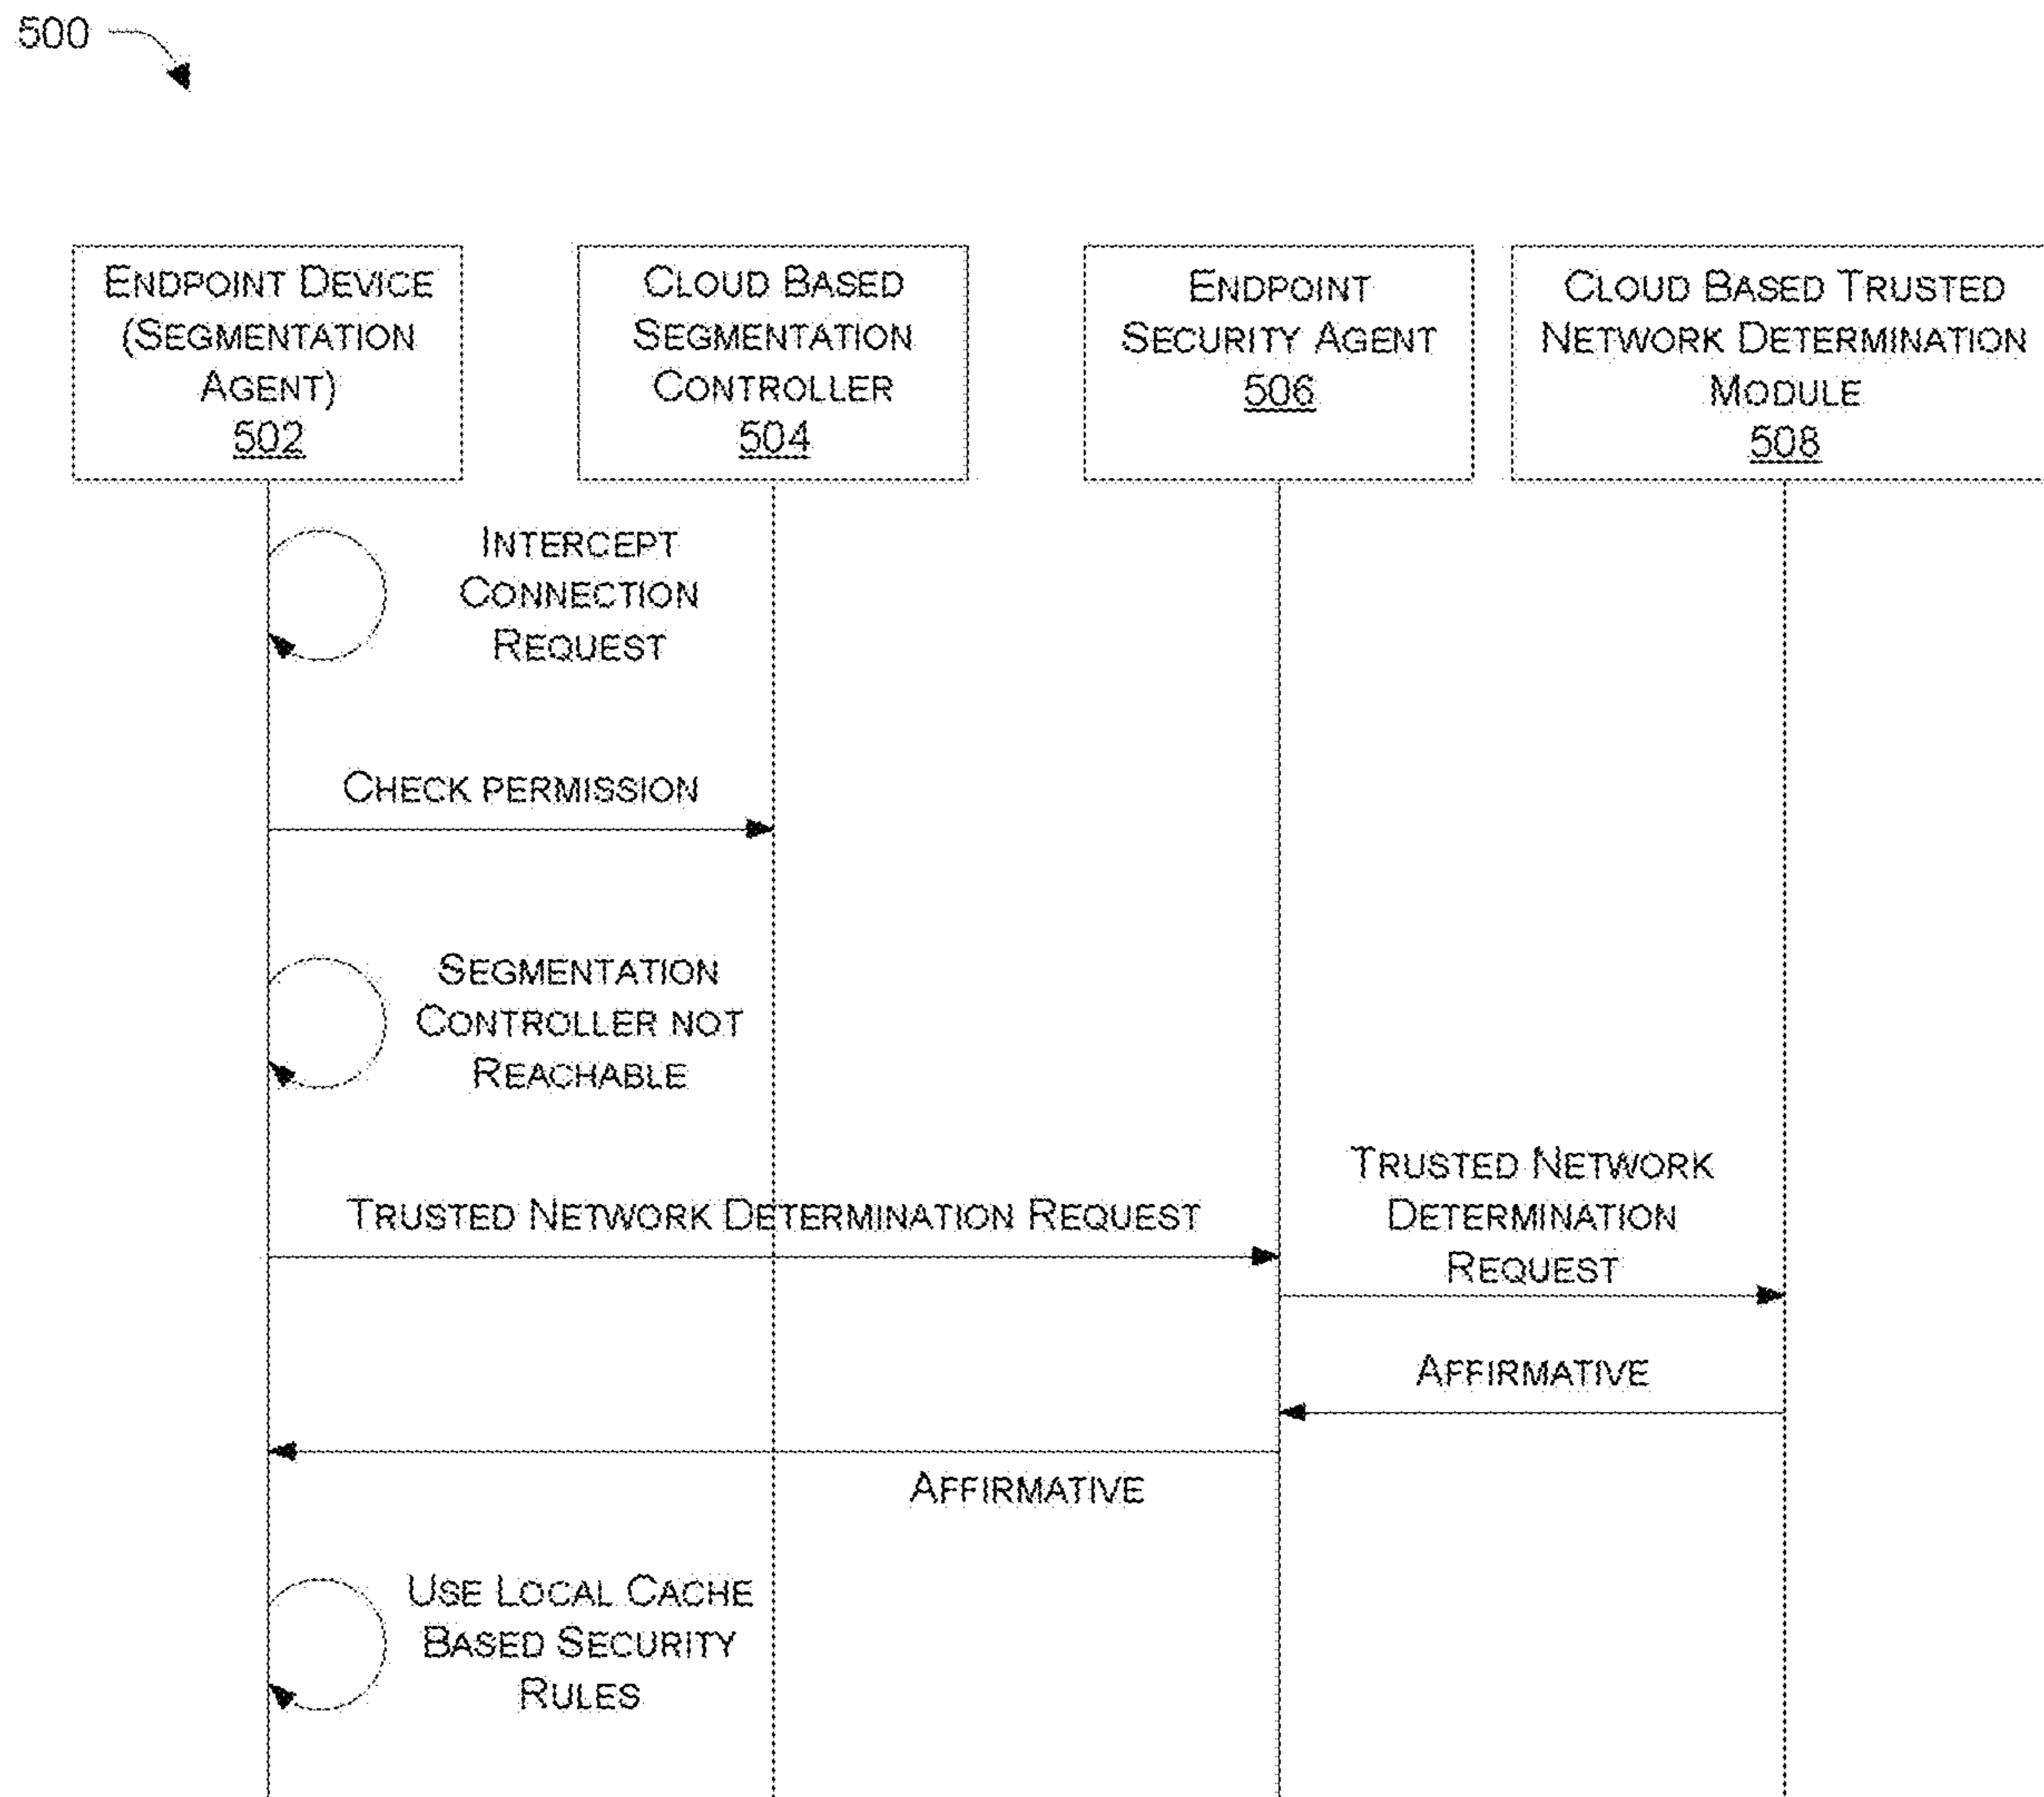 500
ENDPOINT DEVICE
(SEGMENTATION
AGENT)
502
CLOUD BASED
SEGMENTATION
CONTROLLER
504
ENDPOINT
SECURITY AGENT
506
CLOUD BASED TRUSTED
NETWORK DETERMINATION
MODULE
508
INTERCEPT
CONNECTION
REQUEST
CHECK PERMISSION
SEGMENTATION
CONTROLLER NOT
REACHABLE
TRUSTED NETWORK DETERMINATION REQUEST
TRUSTED NETWORK
DETERMINATION
REQUEST
AFFIRMATIVE
AFFIRMATIVE
USE LOCAL CACHE
BASED SECURITY
RULES